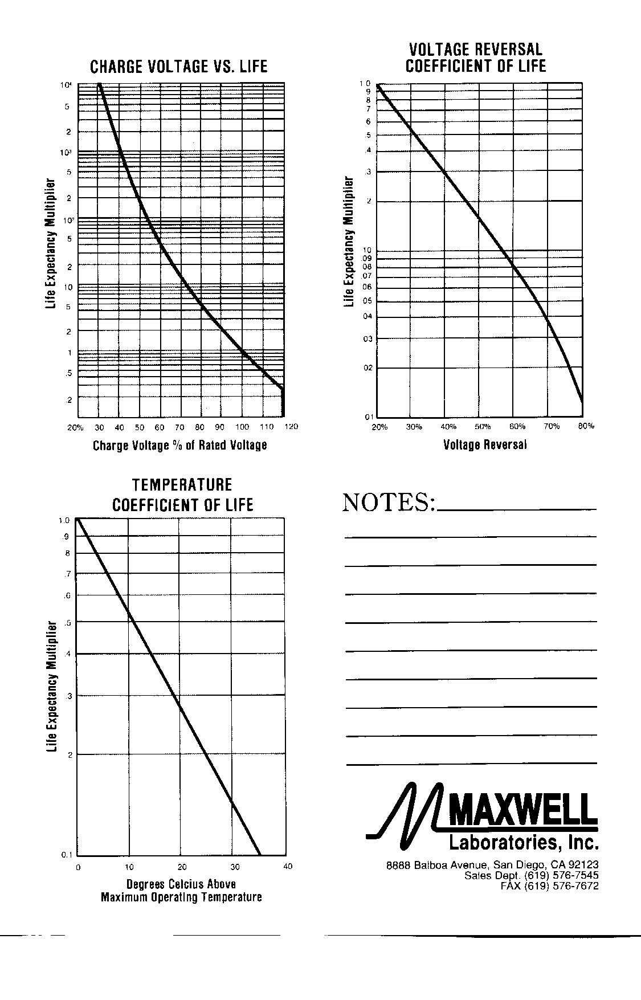 CHARGE VOLTAGE VS. LIFE
10⁴
5
2
10³
5
2
10²
5
2
10
5
2
1
.5
.2
Life Expectancy Multiplier
20% 30 40 50 60 70 80 90 100 110 120
Charge Voltage % of Rated Voltage
VOLTAGE REVERSAL
COEFFICIENT OF LIFE
1 0
9
8
7
6
.5
.4
.3
2
10
.09
08
.07
06
05
04
03
02
01
Life Expectancy Multiplier
20% 30% 40% 50% 60% 70% 80%
Voltage Reversal
TEMPERATURE
COEFFICIENT OF LIFE
1.0
.9
8
.7
.6
.5
.4
.3
2
0.1
Life Expectancy Multiplier
0 10 20 30 40
Degrees Celcius Above
Maximum Operating Temperature
NOTES:
MAXWELL
Laboratories, Inc.
8888 Balboa Avenue, San Diego, CA 92123
Sales Dept. (619) 576-7545
FAX (619) 576-7672